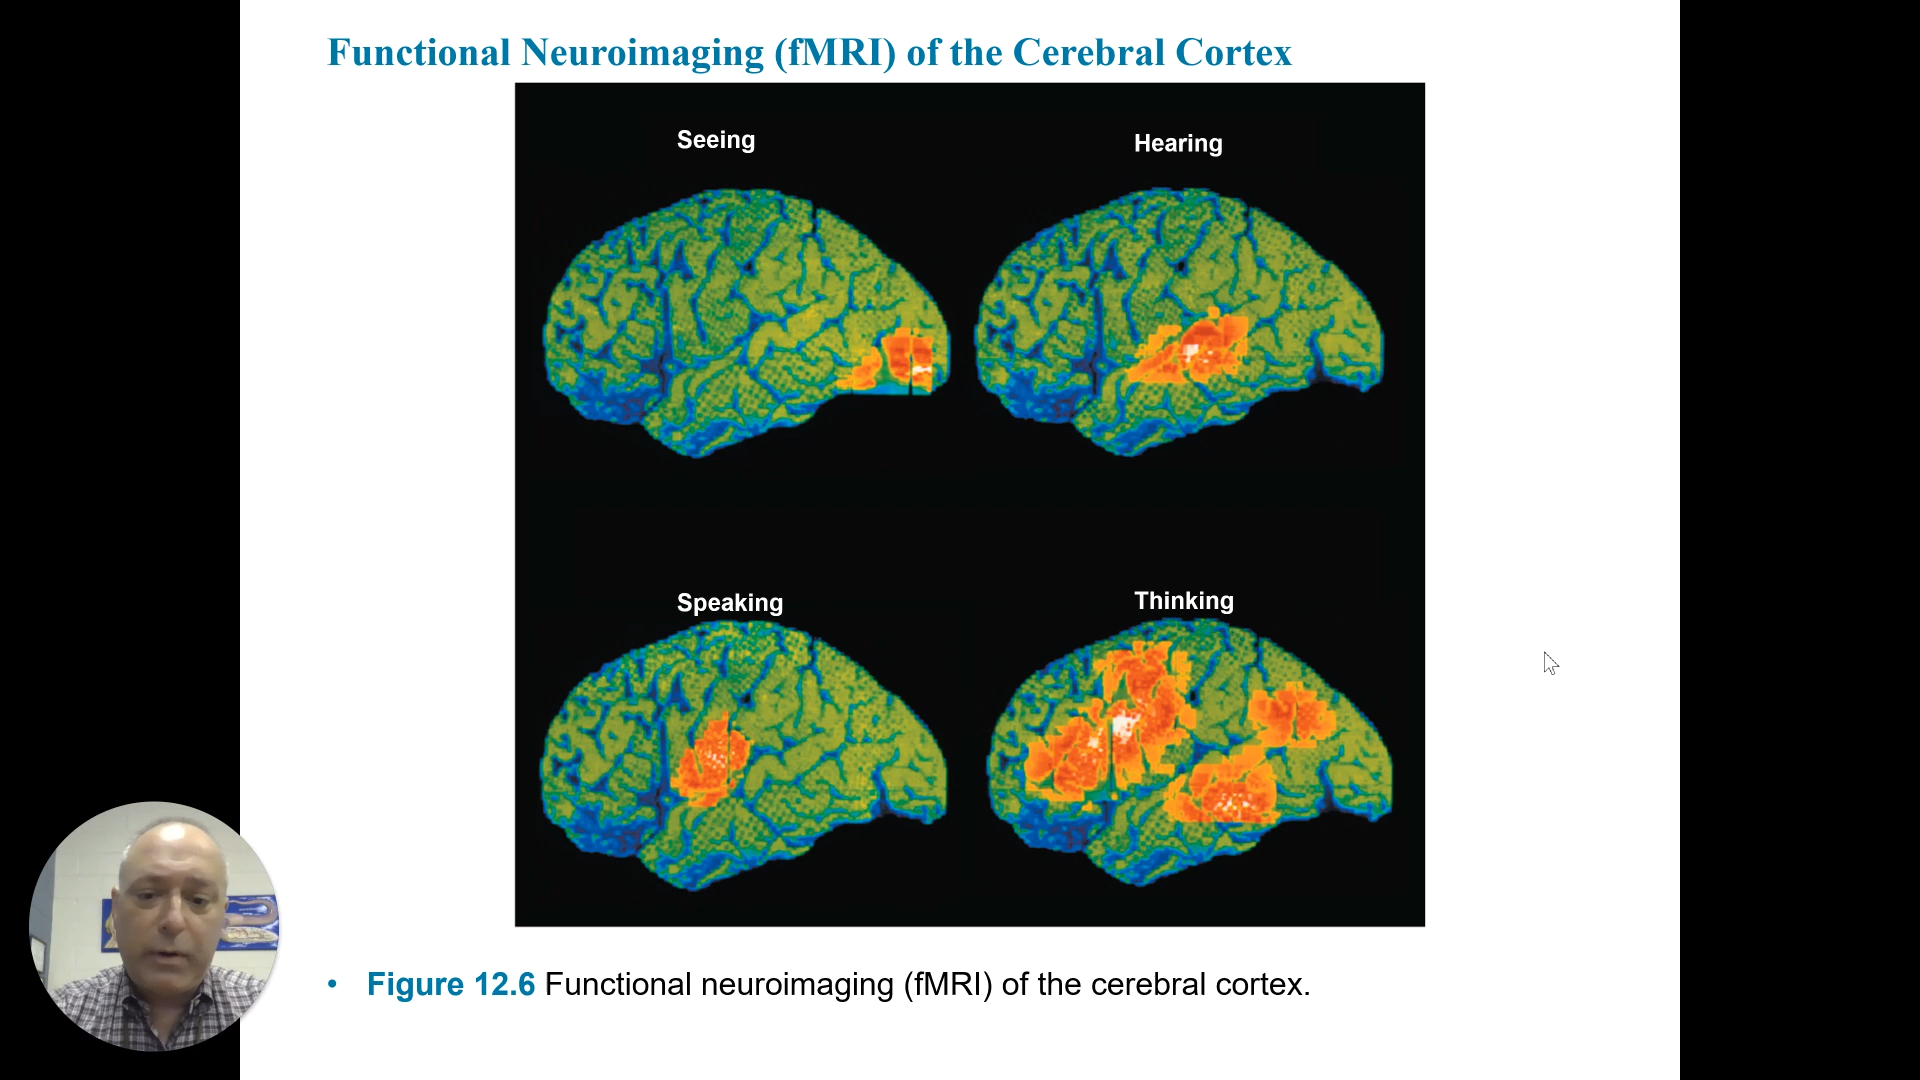 Functional Neuroimaging (fMRI) of the Cerebral Cortex
Seeing
Hearing
Speaking
Thinking
• Figure 12.6 Functional neuroimaging (fMRI) of the cerebral cortex.